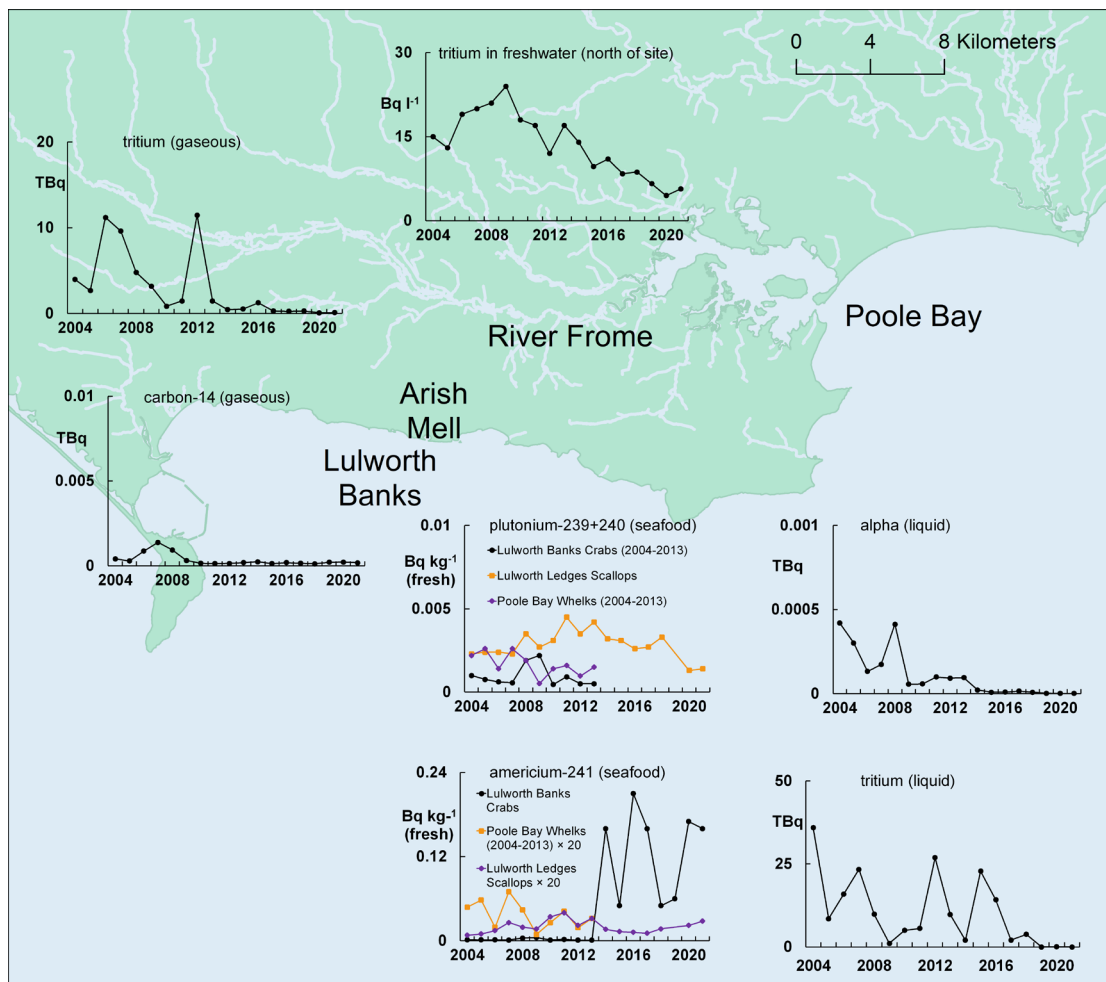 0 4 8 Kilometers
tritium in freshwater (north of site)
30
Bq l-1
15
0
2004 2008 2012 2016 2020
tritium (gaseous)
20
TBq
10
0
2004 2008 2012 2016 2020
River Frome
Poole Bay
Arish
Mell
Lulworth
Banks
carbon-14 (gaseous)
0.01
TBq
0.005
0
2004 2008 2012 2016 2020
plutonium-239+240 (seafood)
0.01
Bq kg-1
(fresh)
Lulworth Banks Crabs (2004-2013)
Lulworth Ledges Scallops
Poole Bay Whelks (2004-2013)
0.005
0
2004 2008 2012 2016 2020
alpha (liquid)
0.001
TBq
0.0005
0
2004 2008 2012 2016 2020
americium-241 (seafood)
0.24
Bq kg-1
(fresh)
Lulworth Banks
Crabs
Poole Bay Whelks
(2004-2013) × 20
Lulworth Ledges
Scallops × 20
0.12
0
2004 2008 2012 2016 2020
tritium (liquid)
50
TBq
25
0
2004 2008 2012 2016 2020